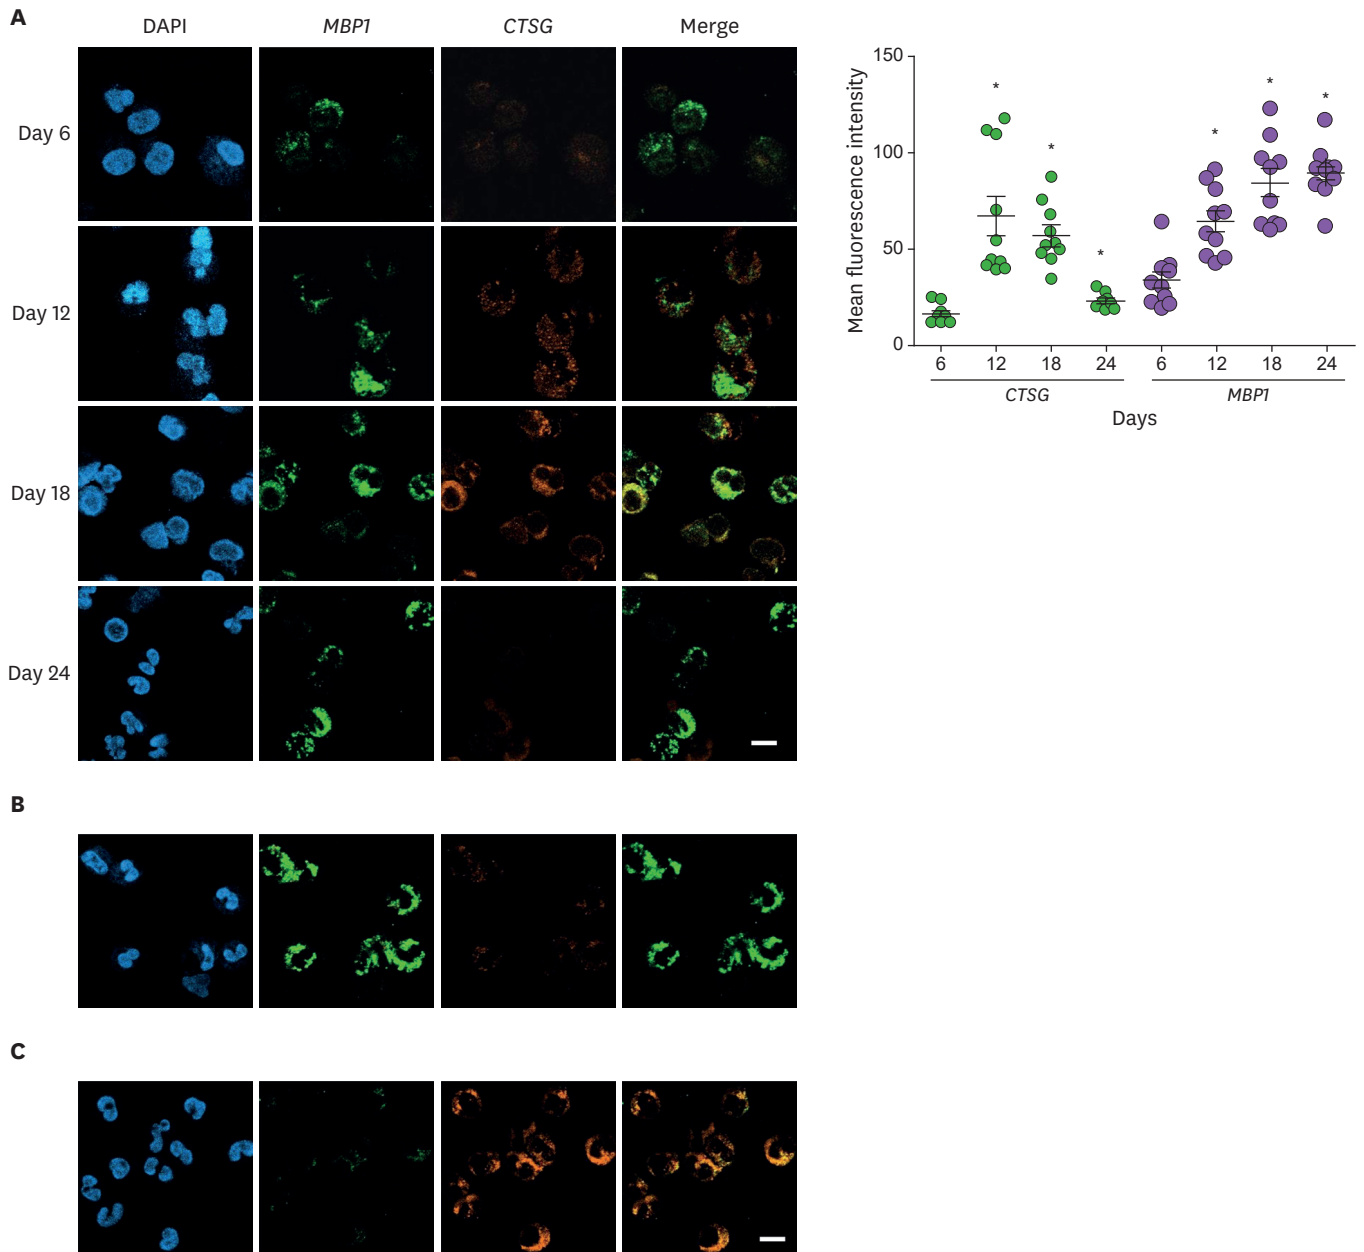 A
DAPI MBP1 CTSG Merge
Day 6
Day 12
Day 18
Day 24
Mean fluorescence intensity
150
100
50
0
* * * * * *
6 12 18 24 6 12 18 24
CTSG MBP1
Days
B
C